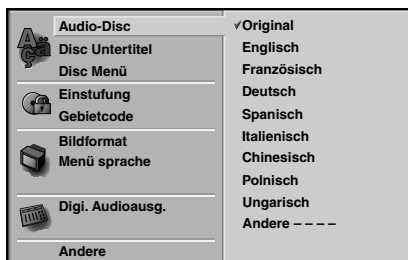 Audio-Disc
Disc Untertitel
Disc Menü
Einstufung
Gebietcode
Bildformat
Menü sprache
Digi. Audioausg.
Andere
✓Original
Englisch
Französisch
Deutsch
Spanisch
Italienisch
Chinesisch
Polnisch
Ungarisch
Andere – – – –